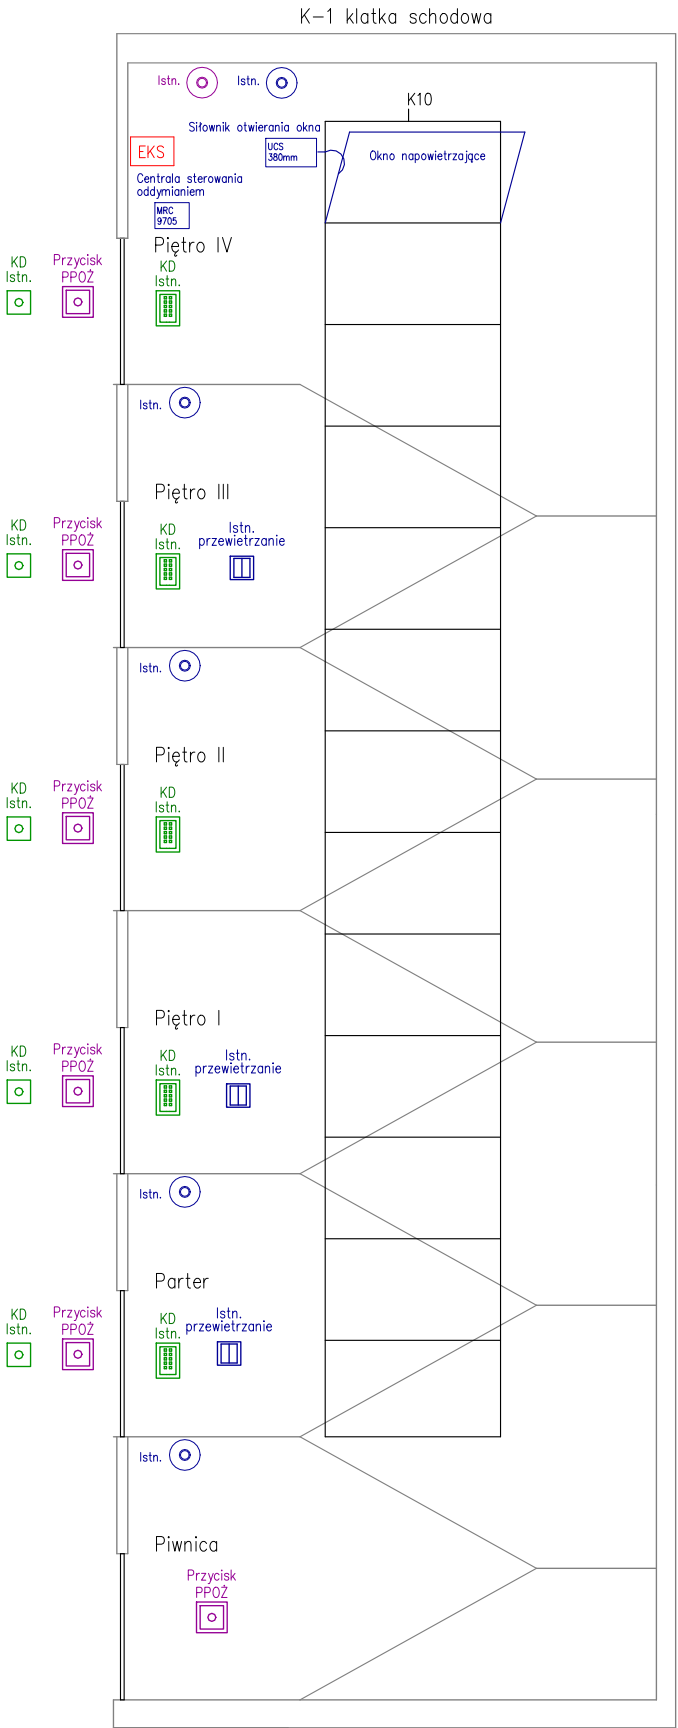 K-1 klatka schodowa
Istn.
Istn.
K10
Siłownik otwierania okna
UCS
380mm
Okno napowietrzające
EKS
Centrala sterowania
oddymianiem
MRC
9705
Piętro IV
KD
Istn.
Przycisk
PPOŻ
KD
Istn.
Istn.
Piętro III
KD
Istn.
Przycisk
PPOŻ
KD
Istn.
Istn.
przewietrzanie
Istn.
Piętro II
KD
Istn.
Przycisk
PPOŻ
KD
Istn.
Piętro I
KD
Istn.
Przycisk
PPOŻ
KD
Istn.
Istn.
przewietrzanie
Istn.
Parter
KD
Istn.
Przycisk
PPOŻ
KD
Istn.
Istn.
przewietrzanie
Istn.
Piwnica
Przycisk
PPOŻ